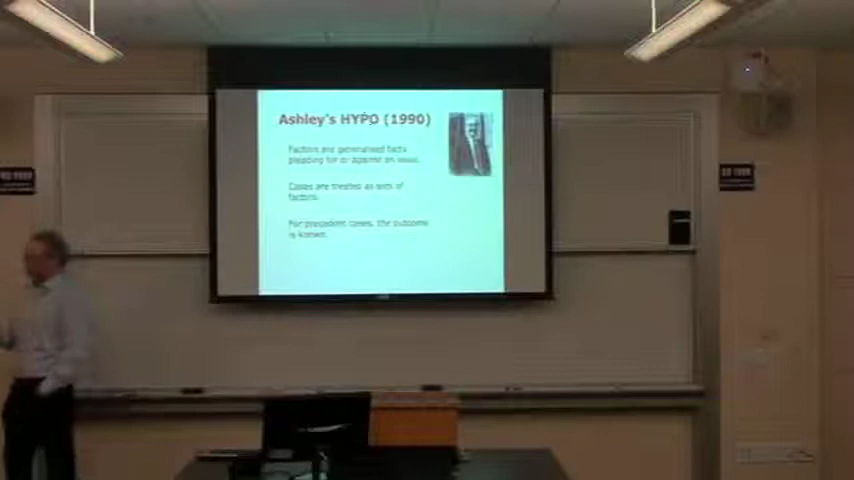 Ashley's HYPO (1990)
Factors are generalised facts
pleading for or against an issue.
Cases are treated as sets of
factors.
For precedent cases, the outcome
is known.